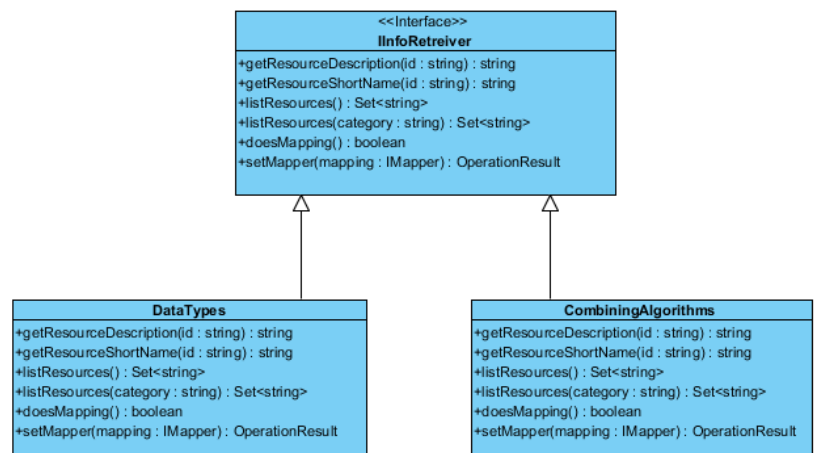 <<Interface>>
IInfoRetreiver
+getResourceDescription(id : string) : string
+getResourceShortName(id : string) : string
+listResources() : Set<string>
+listResources(category : string) : Set<string>
+doesMapping() : boolean
+setMapper(mapping : IMapper) : OperationResult
DataTypes
+getResourceDescription(id : string) : string
+getResourceShortName(id : string) : string
+listResources() : Set<string>
+listResources(category : string) : Set<string>
+doesMapping() : boolean
+setMapper(mapping : IMapper) : OperationResult
CombiningAlgorithms
+getResourceDescription(id : string) : string
+getResourceShortName(id : string) : string
+listResources() : Set<string>
+listResources(category : string) : Set<string>
+doesMapping() : boolean
+setMapper(mapping : IMapper) : OperationResult